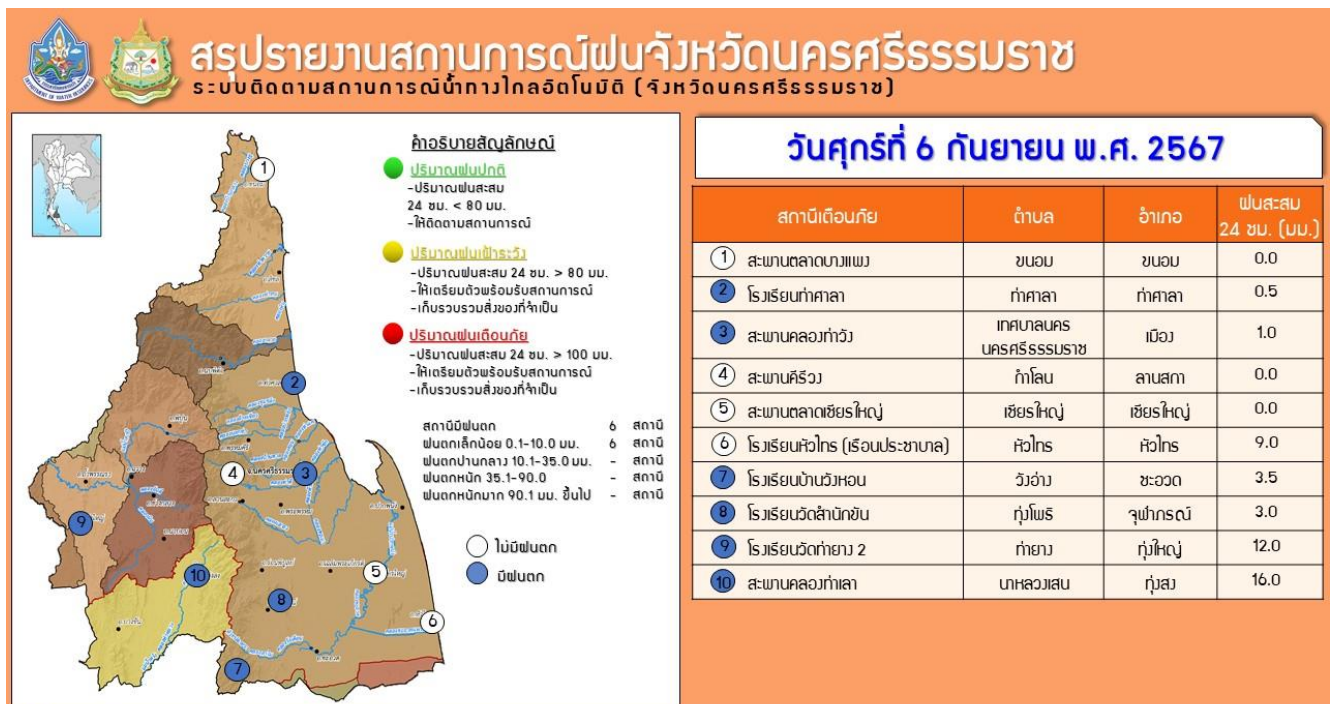 สรุปรายงานสถานการณ์ฝนจังหวัดนครศรีธรรมราช
ระบบติดตามสถานการณ์น้ำทางไกลอัตโนมัติ (จังหวัดนครศรีธรรมราช)
คำอธิบายสัญลักษณ์
ปริมาณฝนปกติ
-ปริมาณฝนสะสม
24 ชม. < 80 มม.
-ให้ติดตามสถานการณ์
ปริมาณฝนเฝ้าระวัง
-ปริมาณฝนสะสม 24 ชม. > 80 มม.
-ให้เตรียมตัวพร้อมรับสถานการณ์
-เก็บรวบรวมสิ่งของที่จำเป็น
ปริมาณฝนเตือนภัย
-ปริมาณฝนสะสม 24 ชม. > 100 มม.
-ให้เตรียมตัวพร้อมรับสถานการณ์
-เก็บรวบรวมสิ่งของที่จำเป็น
สถานีมีฝนตก 6 สถานี
ฝนตกเล็กน้อย 0.1-10.0 มม. 6 สถานี
ฝนตกปานกลาง 10.1-35.0 มม. - สถานี
ฝนตกหนัก 35.1-90.0 - สถานี
ฝนตกหนักมาก 90.1 มม. ขึ้นไป - สถานี
ไม่มีฝนตก
มีฝนตก
1
2
4
จ.นครศรีธรรมราช
3
9
10
5
8
6
7
วันศุกร์ที่ 6 กันยายน พ.ศ. 2567
สถานีเตือนภัย ตำบล อำเภอ ฝนสะสม 24 ชม. (มม.)
1 สะพานตลาดบางแพง ขนอม ขนอม 0.0
2 โรงเรียนท่าศาลา ท่าศาลา ท่าศาลา 0.5
3 สะพานคลองท่าวัง เทศบาลนคร นครศรีธรรมราช เมือง 1.0
4 สะพานคีรีวง กำโลน ลานสกา 0.0
5 สะพานตลาดเชียรใหญ่ เชียรใหญ่ เชียรใหญ่ 0.0
6 โรงเรียนหัวไทร (เรือนประชาบาล) หัวไทร หัวไทร 9.0
7 โรงเรียนบ้านวังหอน วังอ่าง ชะอวด 3.5
8 โรงเรียนวัดสำนักขัน ทุ่งโพธิ จุฬาภรณ์ 3.0
9 โรงเรียนวัดท่ายาง 2 ท่ายาง ทุ่งใหญ่ 12.0
10 สะพานคลองท่าเลา นาหลวงเสน ทุ่งสง 16.0